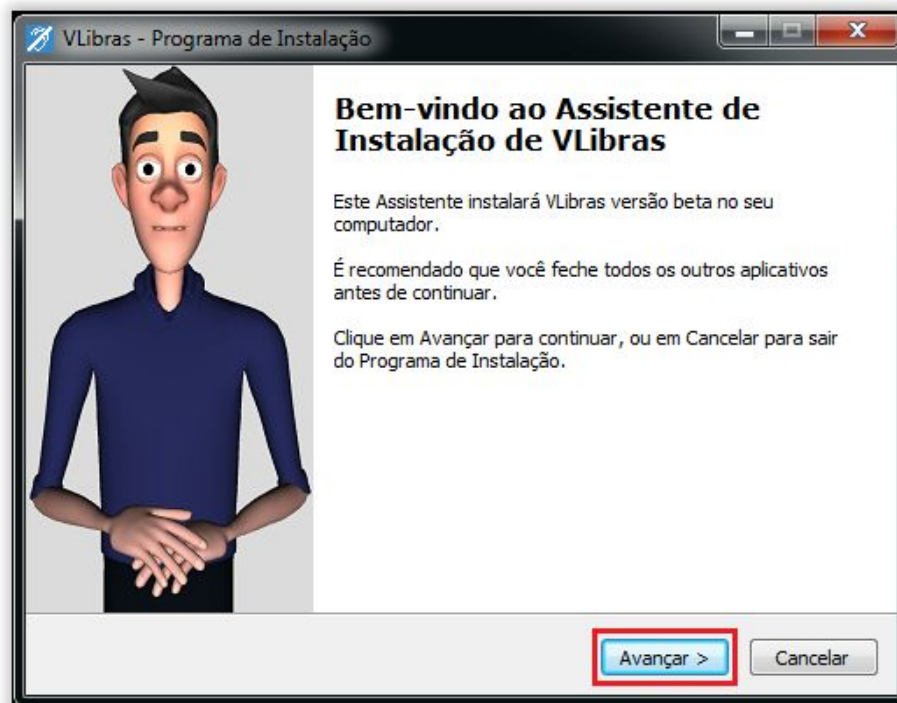 VLibras - Programa de Instalação
Bem-vindo ao Assistente de
Instalação de VLibras
Este Assistente instalará VLibras versão beta no seu
computador.
É recomendado que você feche todos os outros aplicativos
antes de continuar.
Clique em Avançar para continuar, ou em Cancelar para sair
do Programa de Instalação.
Avançar >
Cancelar